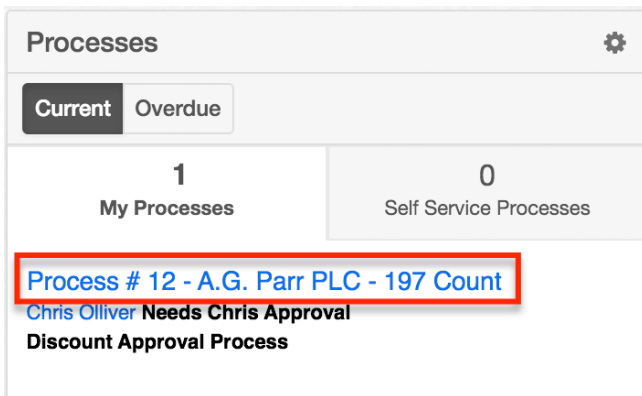 Processes
Current Overdue
1 0
My Processes Self Service Processes
Process # 12 - A.G. Parr PLC - 197 Count
Chris Olliver Needs Chris Approval
Discount Approval Process